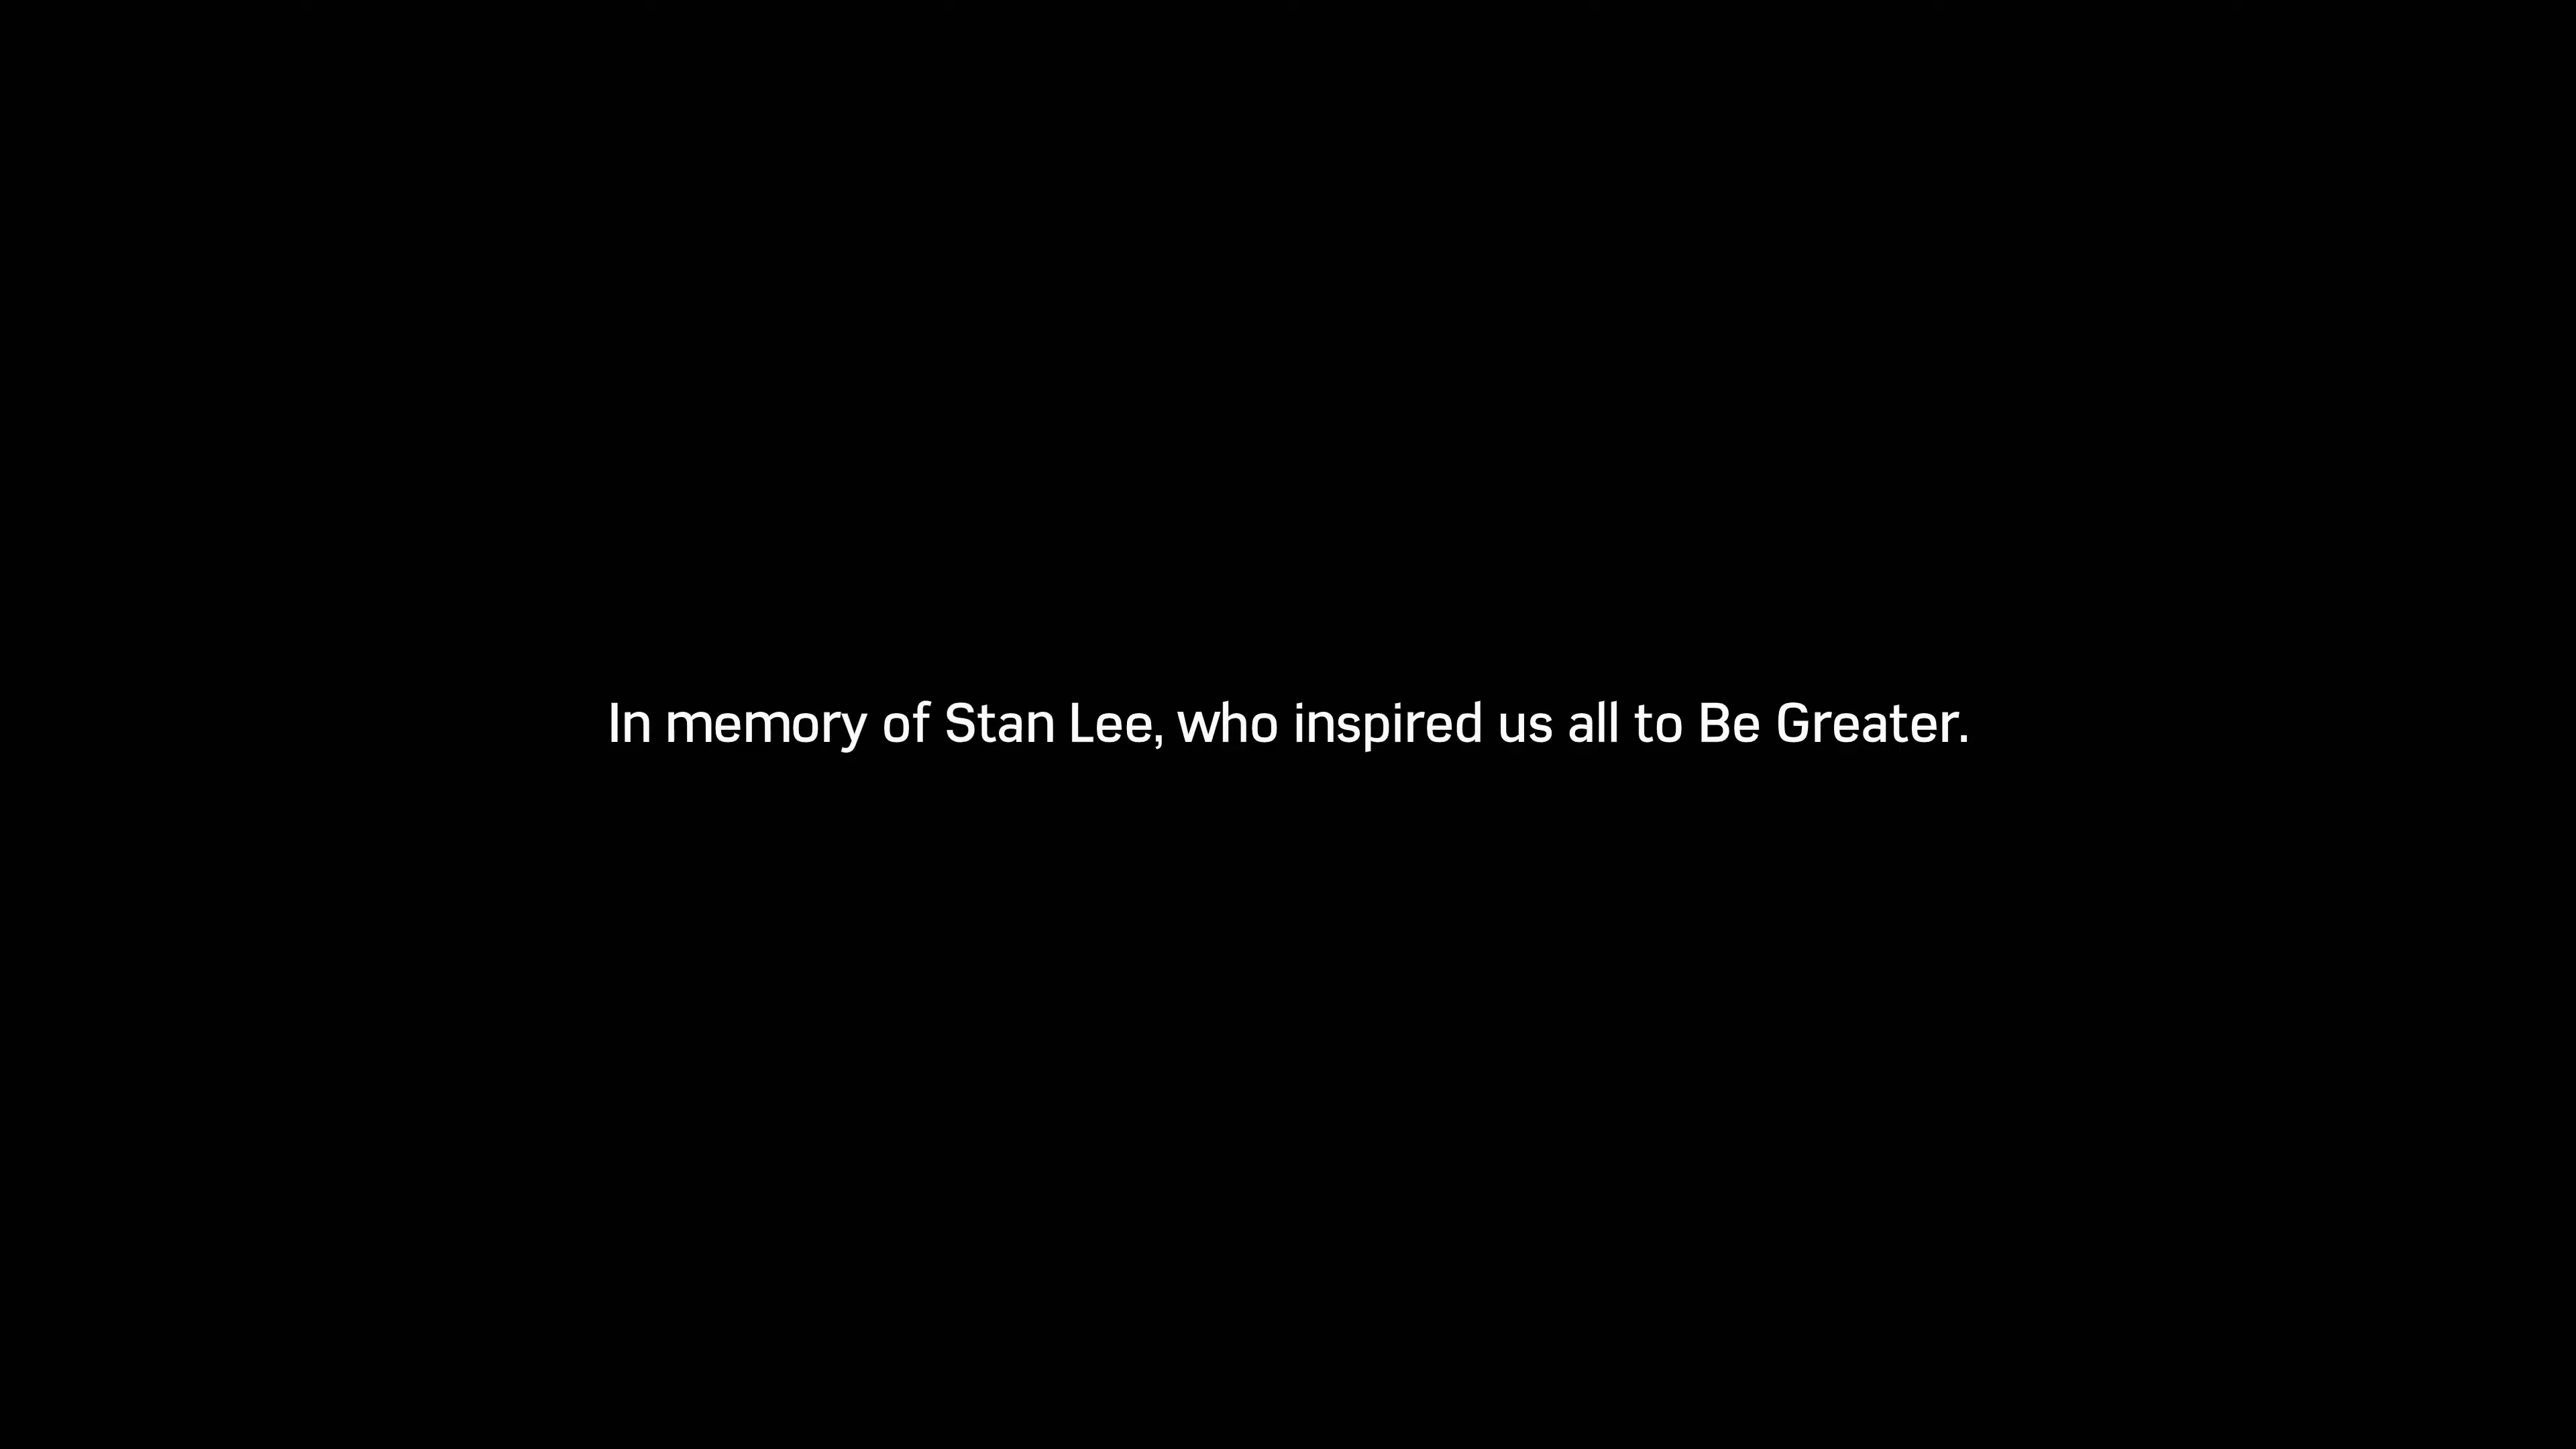 In memory of Stan Lee, who inspired us all to Be Greater.